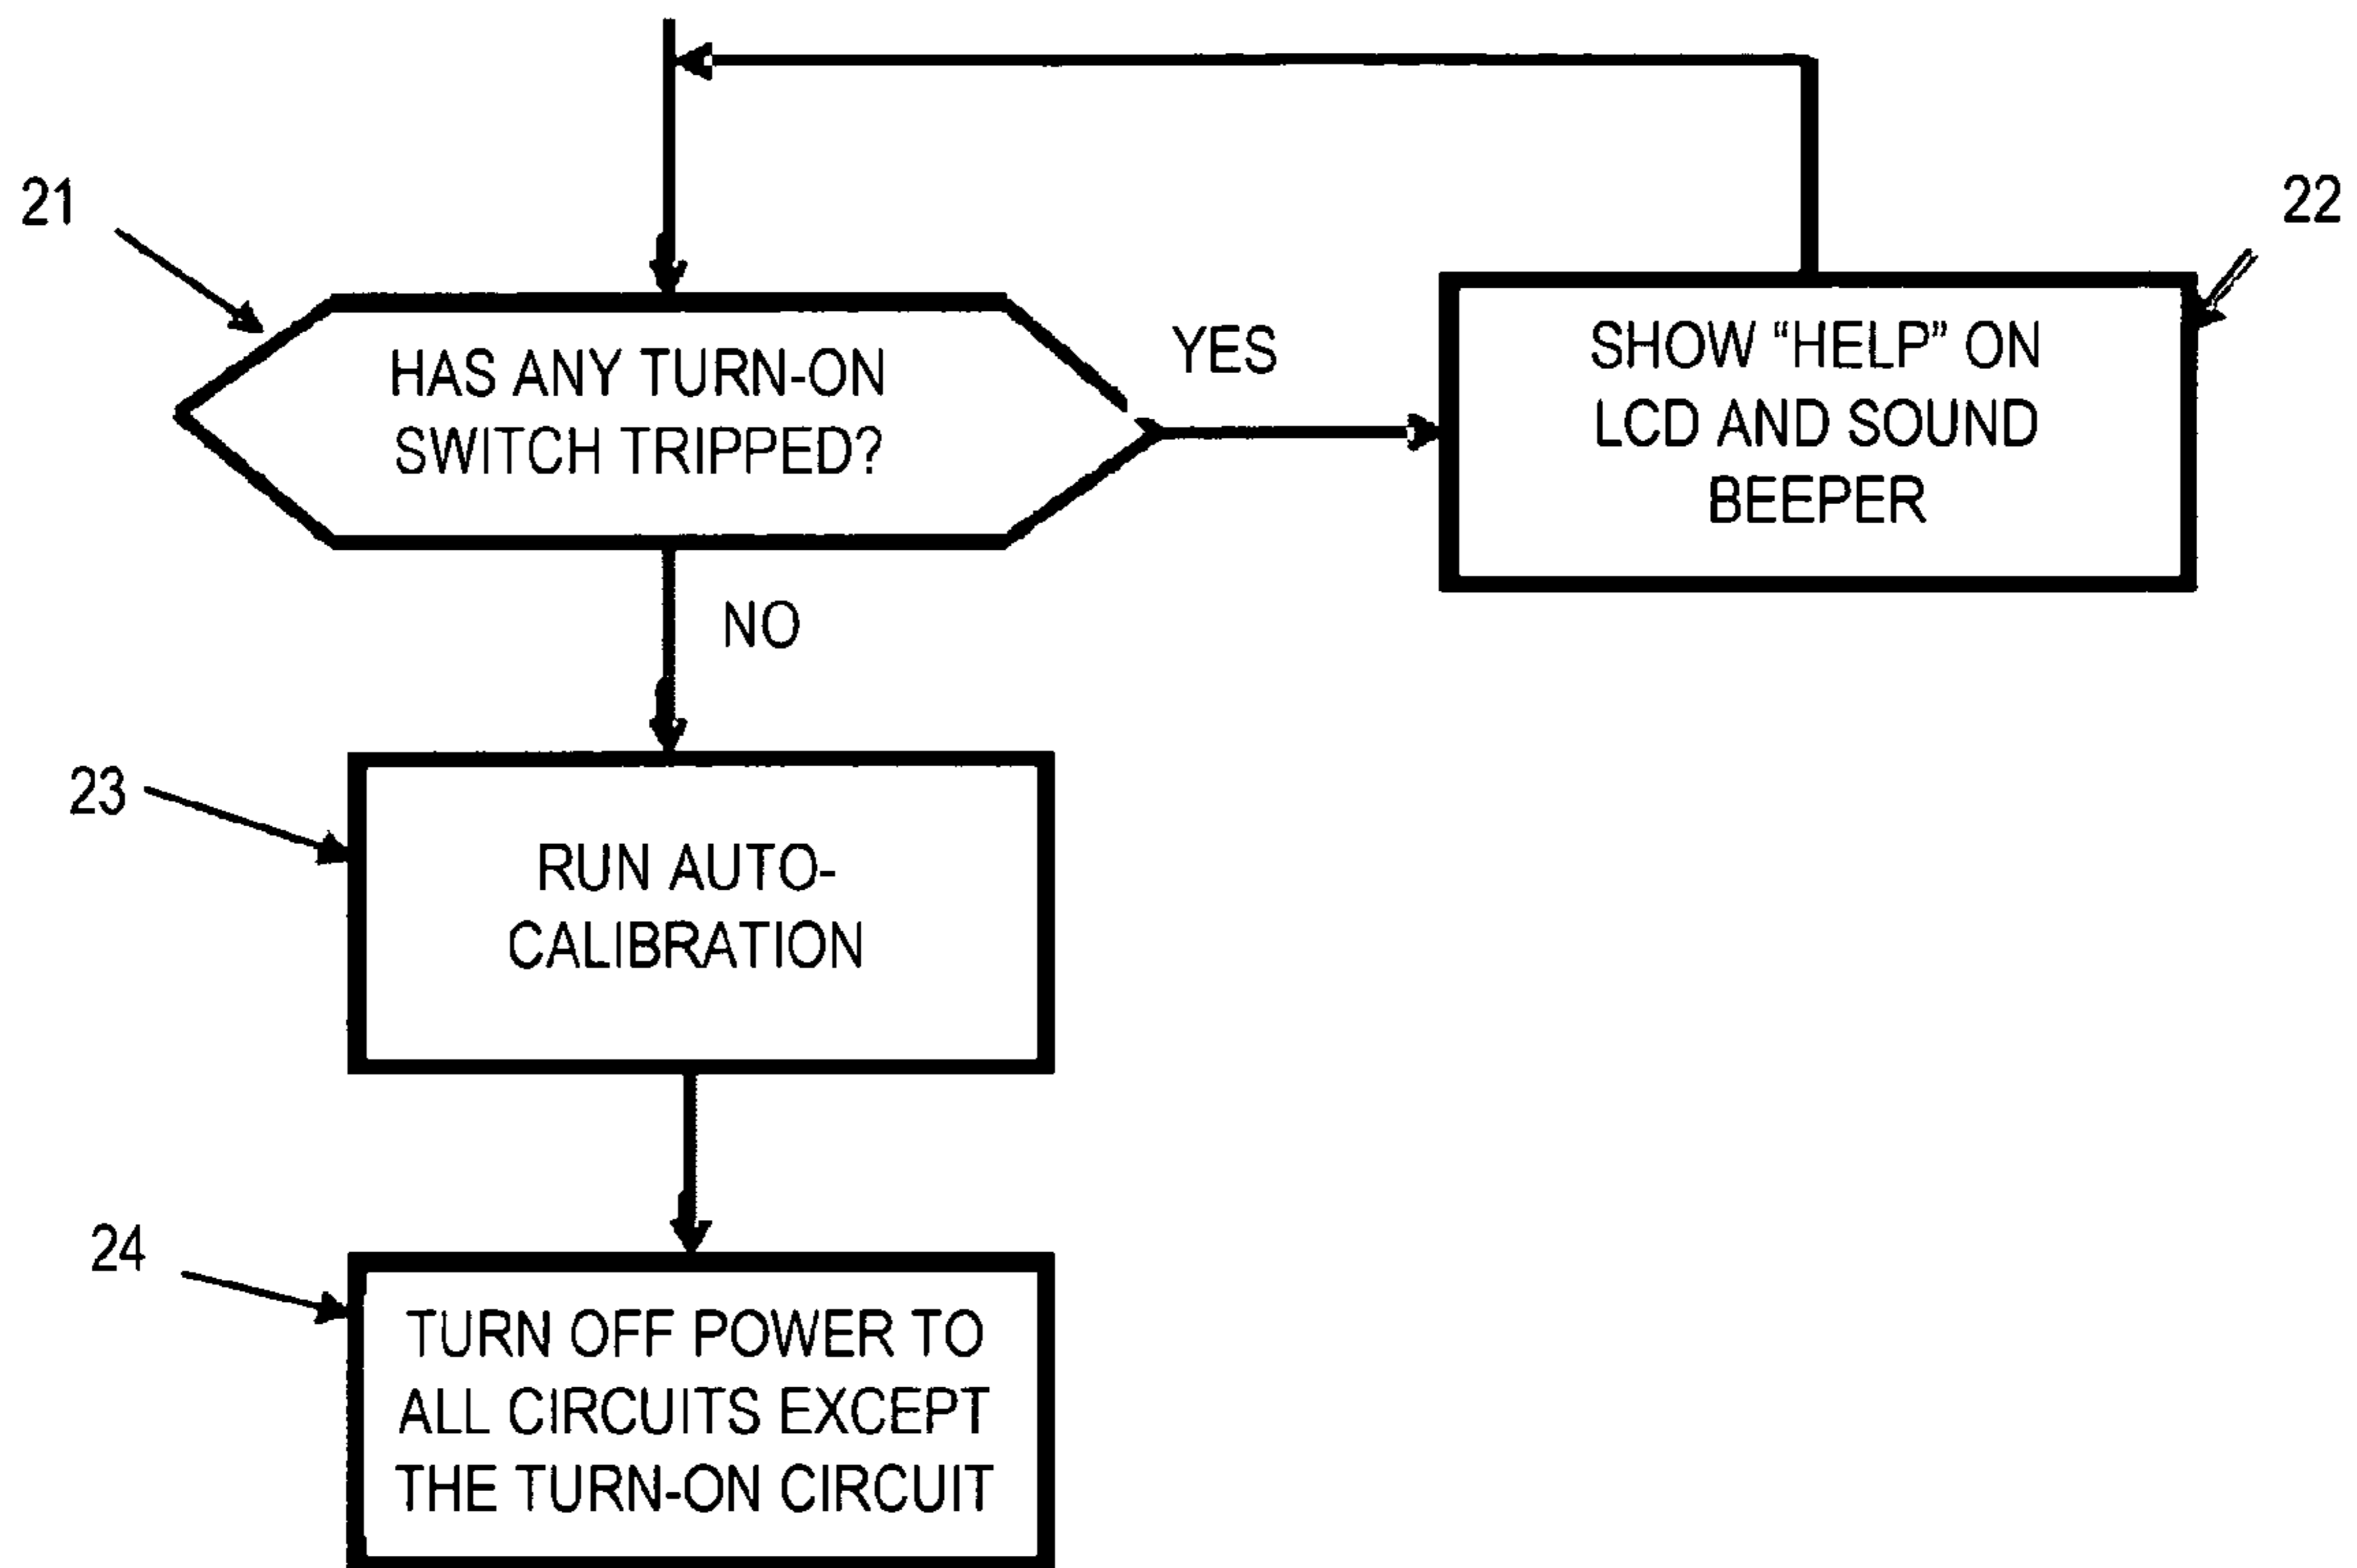 21
22
HAS ANY TURN-ON
SWITCH TRIPPED?
YES
SHOW “HELP” ON
LCD AND SOUND
BEEPER
NO
23
RUN AUTO-
CALIBRATION
24
TURN OFF POWER TO
ALL CIRCUITS EXCEPT
THE TURN-ON CIRCUIT